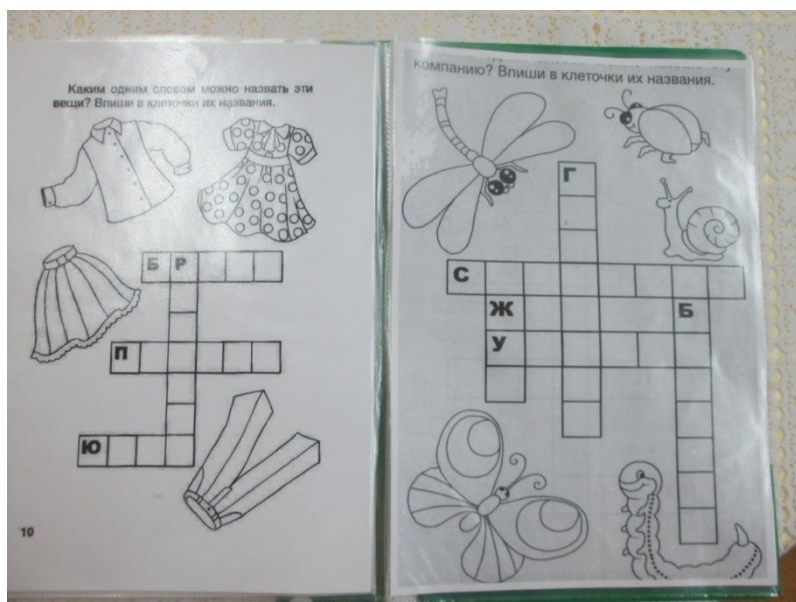 Каким одним словом можно назвать эти
вещи? Впиши в клеточки их названия.
Б Р
П
Ю
10
компанию? Впиши в клеточки их названия.
Г
С
Ж Б
У